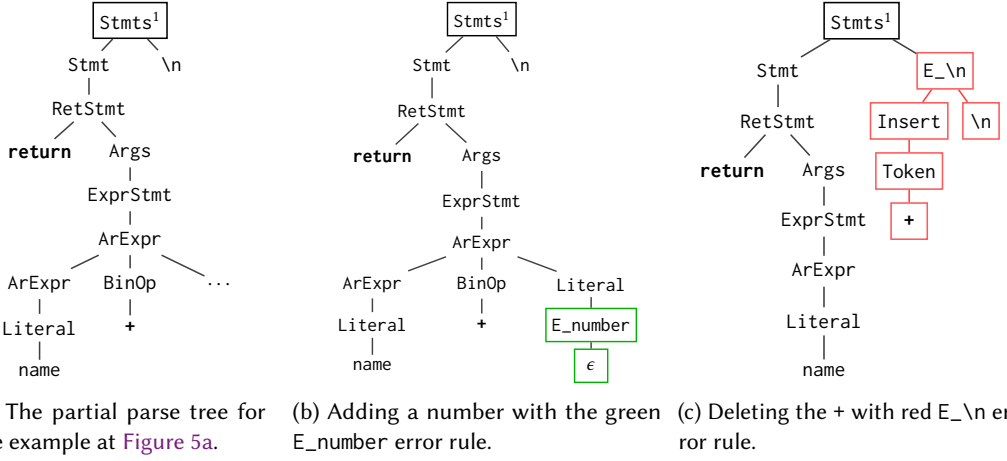 Stmts¹
Stmt \n
RetStmt
return Args
ExprStmt
ArExpr
ArExpr BinOp ...
Literal +
name
The partial parse tree for
e example at Figure 5a.
Stmts¹
Stmt \n
RetStmt
return Args
ExprStmt
ArExpr
ArExpr BinOp Literal
Literal + E_number
name ϵ
(b) Adding a number with the green
E_number error rule.
Stmts¹
Stmt E_\n
RetStmt Insert \n
return Args Token
ExprStmt +
ArExpr
Literal
name
(c) Deleting the + with red E_\n er
ror rule.